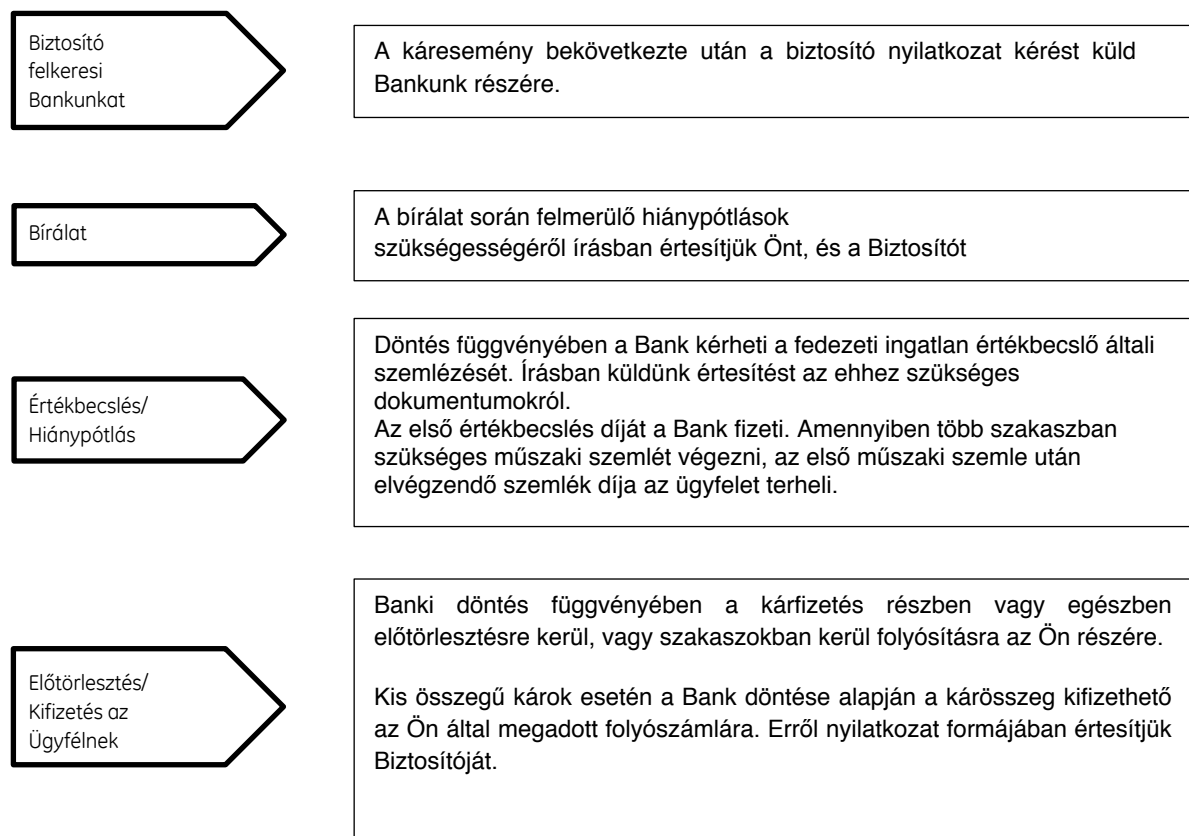 Biztosító
felkeresi
Bankunkat
A káresemény bekövetkezte után a biztosító nyilatkozat kérést küld
Bankunk részére.
Bírálat
A bírálat során felmerülő hiánypótlások
szükségességéről írásban értesítjük Önt, és a Biztosítót
Értékbecslés/
Hiánypótlás
Döntés függvényében a Bank kérheti a fedezeti ingatlan értékbecslő általi
szemlézését. Írásban küldünk értesítést az ehhez szükséges
dokumentumokról.
Az első értékbecslés díját a Bank fizeti. Amennyiben több szakaszban
szükséges műszaki szemlét végezni, az első műszaki szemle után
elvégzendő szemlék díja az ügyfelet terheli.
Előtörlesztés/
Kifizetés az
Ügyfélnek
Banki döntés függvényében a kárfizetés részben vagy egészben
előtörlesztésre kerül, vagy szakaszokban kerül folyósításra az Ön részére.
Kis összegű károk esetén a Bank döntése alapján a kárösszeg kifizethető
az Ön által megadott folyószámlára. Erről nyilatkozat formájában értesítjük
Biztosítóját.